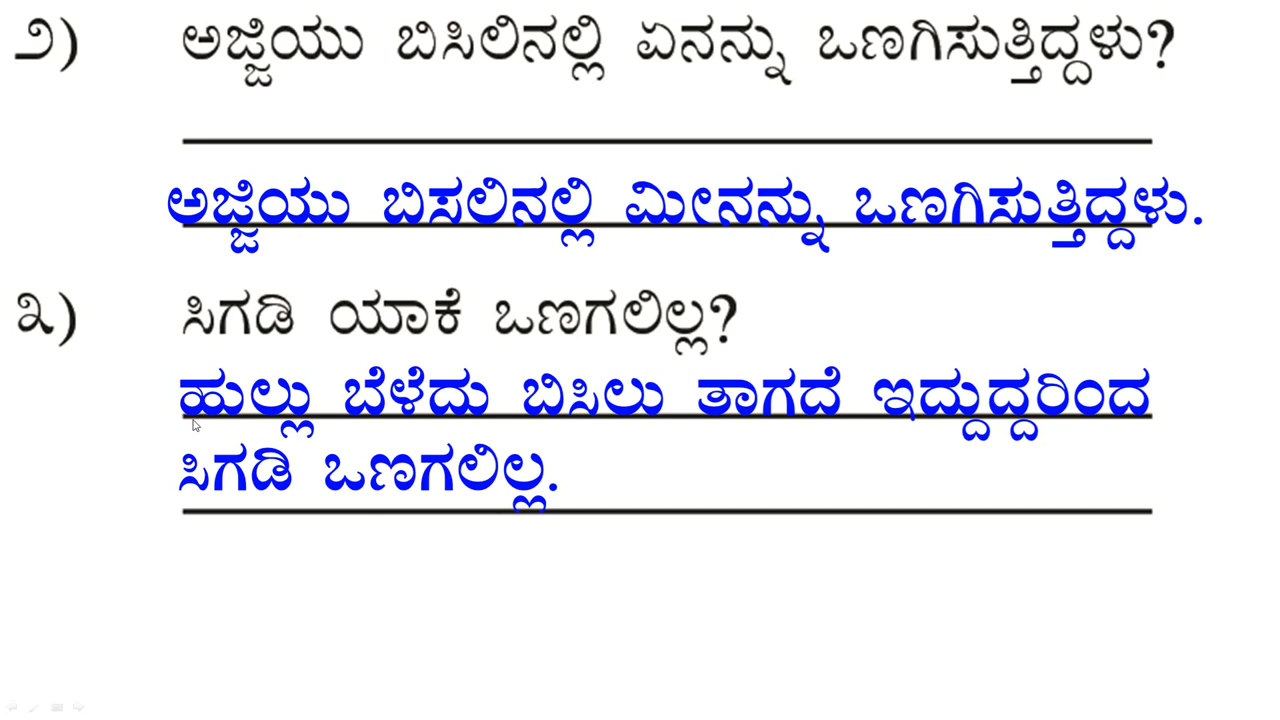 ೨) ಅಜ್ಜಿಯು ಬಿಸಿಲಿನಲ್ಲಿ ಏನನ್ನು ಒಣಗಿಸುತ್ತಿದ್ದಳು?
ಅಜ್ಜಿಯು ಬಿಸಲಿನಲ್ಲಿ ಮೀನನ್ನು ಒಣಗಿಸುತ್ತಿದ್ದಳು.
೩) ಸಿಗಡಿ ಯಾಕೆ ಒಣಗಲಿಲ್ಲ?
ಹುಲ್ಲು ಬೆಳೆದು ಬಿಸಿಲು ತಾಗದೆ ಇದ್ದುದ್ದರಿಂದ
ಸಿಗಡಿ ಒಣಗಲಿಲ್ಲ.